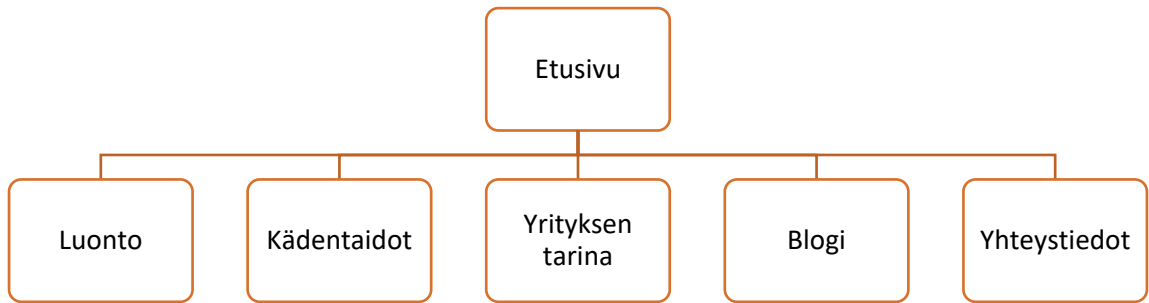 Etusivu
Luonto
Kädentaidot
Yrityksen
tarina
Blogi
Yhteystiedot